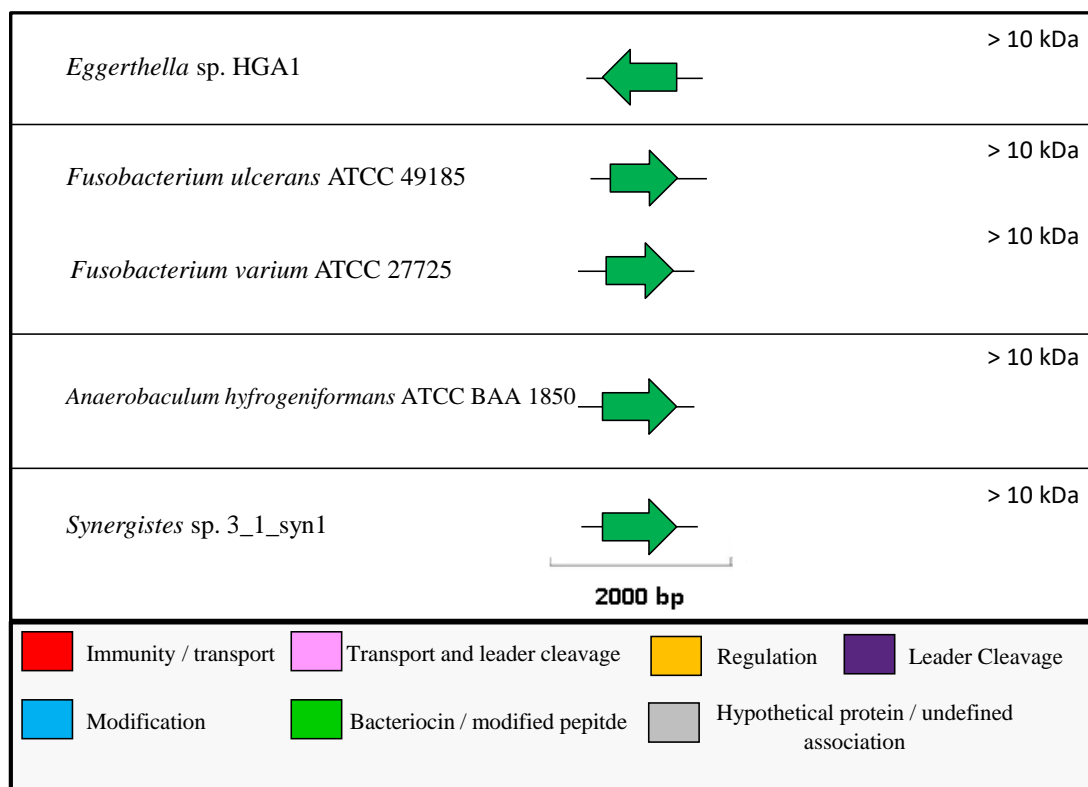 > 10 kDa
Eggerthella sp. HGA1
> 10 kDa
Fusobacterium ulcerans ATCC 49185
> 10 kDa
Fusobacterium varium ATCC 27725
> 10 kDa
Anaerobaculum hyfrogeniformans ATCC BAA 1850
> 10 kDa
Synergistes sp. 3_1_syn1
2000 bp
Immunity / transport
Transport and leader cleavage
Regulation
Leader Cleavage
Modification
Bacteriocin / modified pepitde
Hypothetical protein / undefined
association